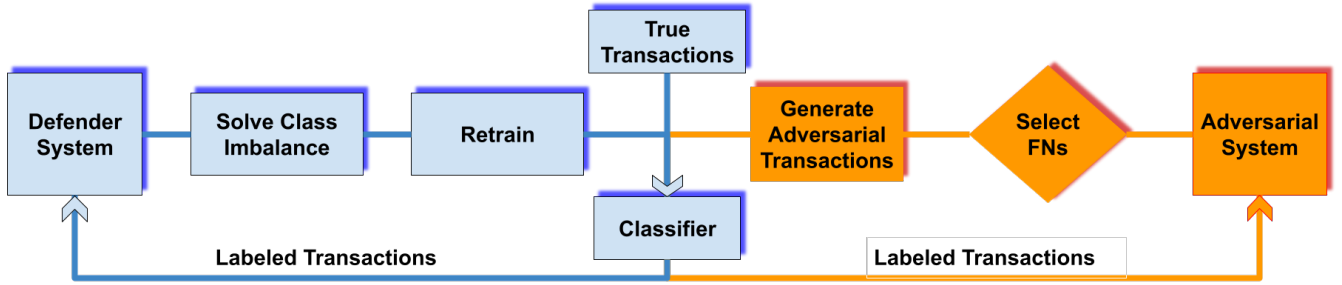 True
Transactions
Defender
System
Solve Class
Imbalance
Retrain
Generate
Adversarial
Transactions
Select
FNs
Adversarial
System
Classifier
Labeled Transactions
Labeled Transactions